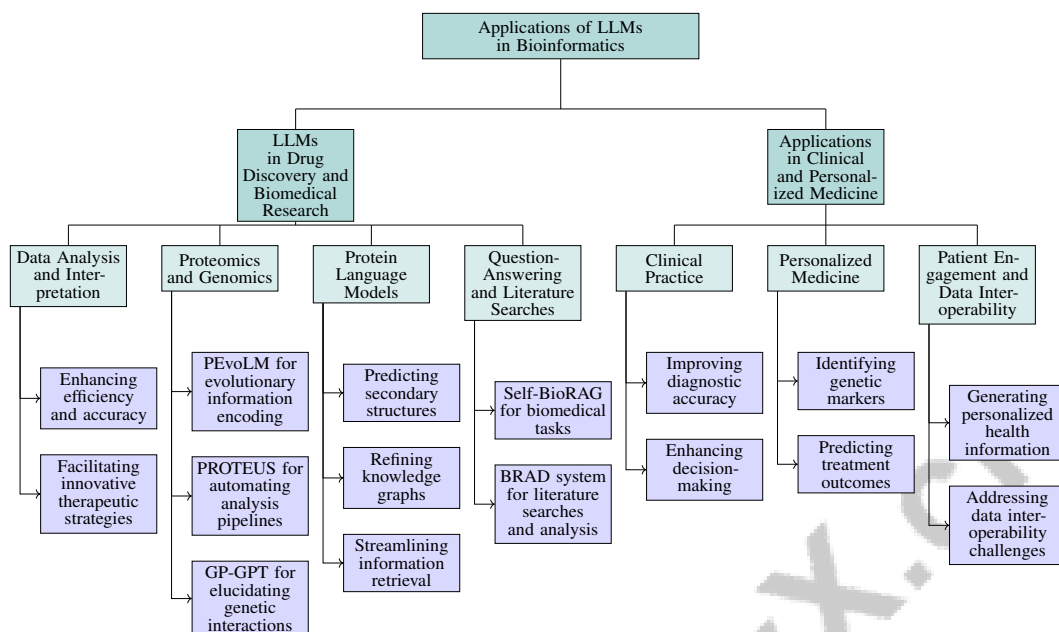 Applications of LLMs
in Bioinformatics
LLMs
in Drug
Discovery and
Biomedical
Research
Applications
in Clinical
and Personal-
ized Medicine
Data Analysis
and Inter-
pretation
Proteomics
and Genomics
Protein
Language
Models
Question-
Answering
and Literature
Searches
Clinical
Practice
Personalized
Medicine
Patient En-
gagement and
Data Inter-
operability
Enhancing
efficiency
and accuracy
Facilitating
innovative
therapeutic
strategies
PEvoLM for
evolutionary
information
encoding
PROTEUS for
automating
analysis
pipelines
GP-GPT for
elucidating
genetic
interactions
Predicting
secondary
structures
Refining
knowledge
graphs
Streamlining
information
retrieval
Self-BioRAG
for biomedical
tasks
BRAD system
for literature
searches
and analysis
Improving
diagnostic
accuracy
Enhancing
decision-
making
Identifying
genetic
markers
Predicting
treatment
outcomes
Generating
personalized
health
information
Addressing
data inter-
operability
challenges